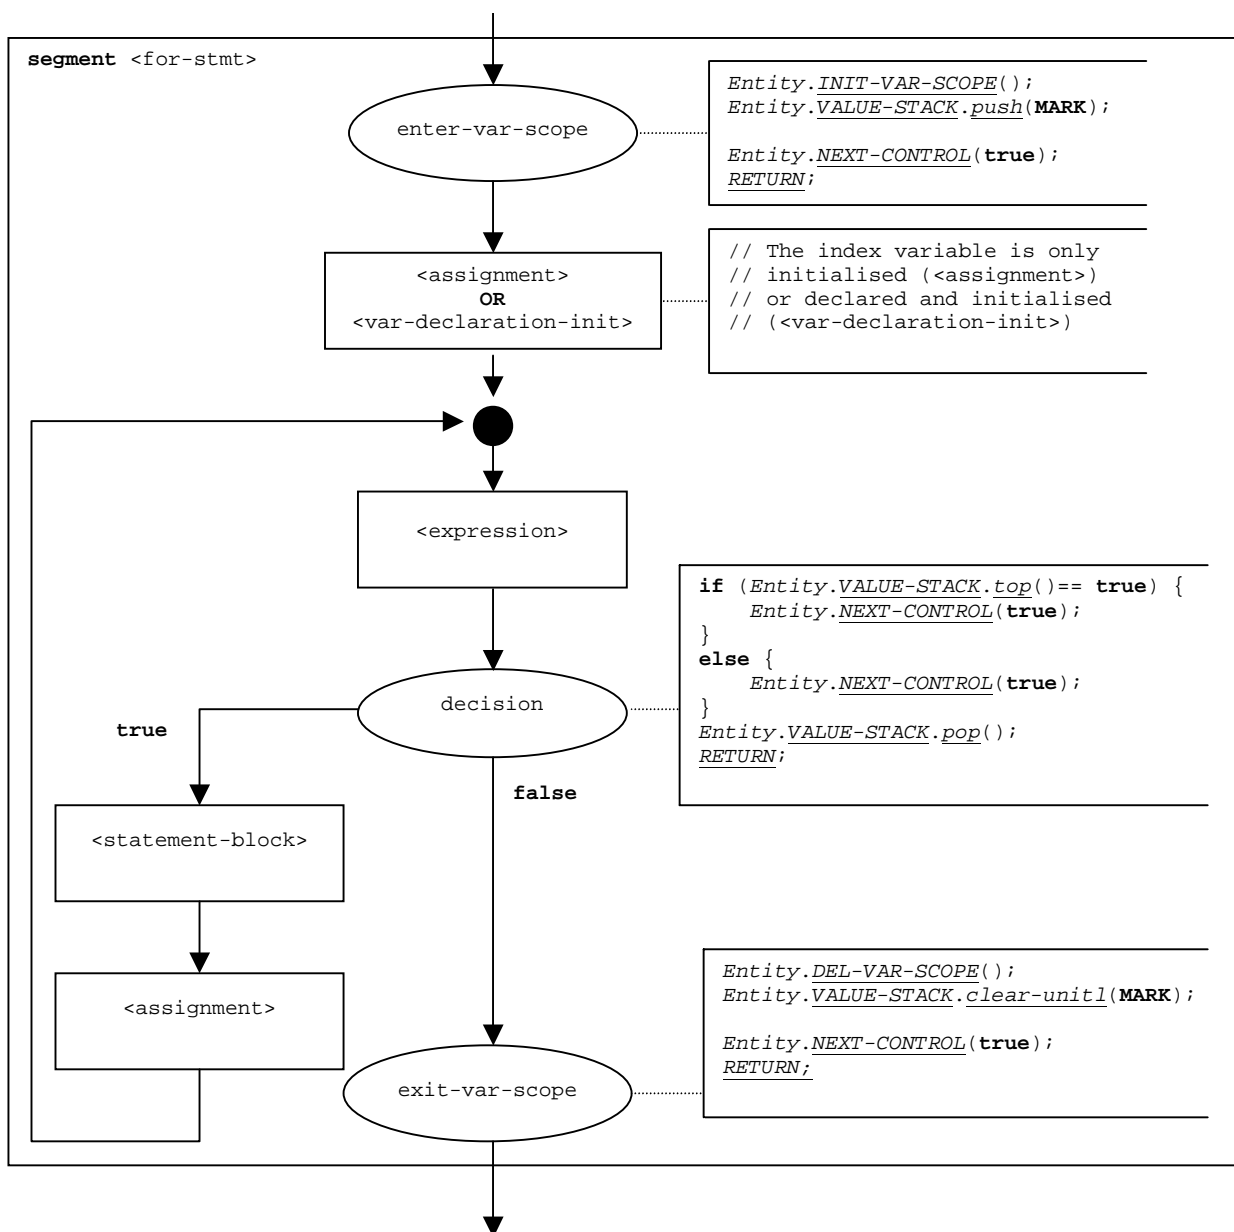 segment <for-stmt>
enter-var-scope
Entity.INIT-VAR-SCOPE();
Entity.VALUE-STACK.push(MARK);
Entity.NEXT-CONTROL(true);
RETURN;
<assignment>
OR
<var-declaration-init>
// The index variable is only
// initialised (<assignment>)
// or declared and initialised
// (<var-declaration-init>)
<expression>
decision
if (Entity.VALUE-STACK.top()== true) {
Entity.NEXT-CONTROL(true);
}
else {
Entity.NEXT-CONTROL(true);
}
Entity.VALUE-STACK.pop();
RETURN;
true
false
<statement-block>
<assignment>
exit-var-scope
Entity.DEL-VAR-SCOPE();
Entity.VALUE-STACK.clear-unitl(MARK);
Entity.NEXT-CONTROL(true);
RETURN;